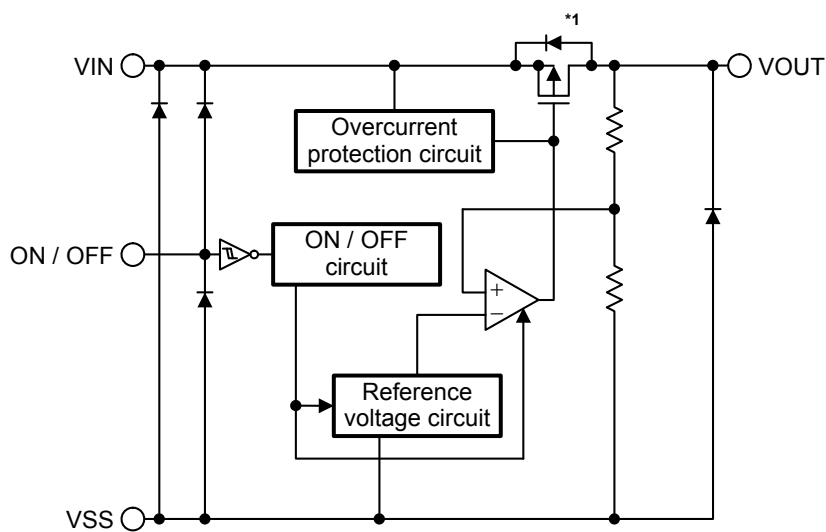 *1
VIN
VOUT
Overcurrent
protection circuit
ON / OFF
ON / OFF
circuit
+
−
Reference
voltage circuit
VSS